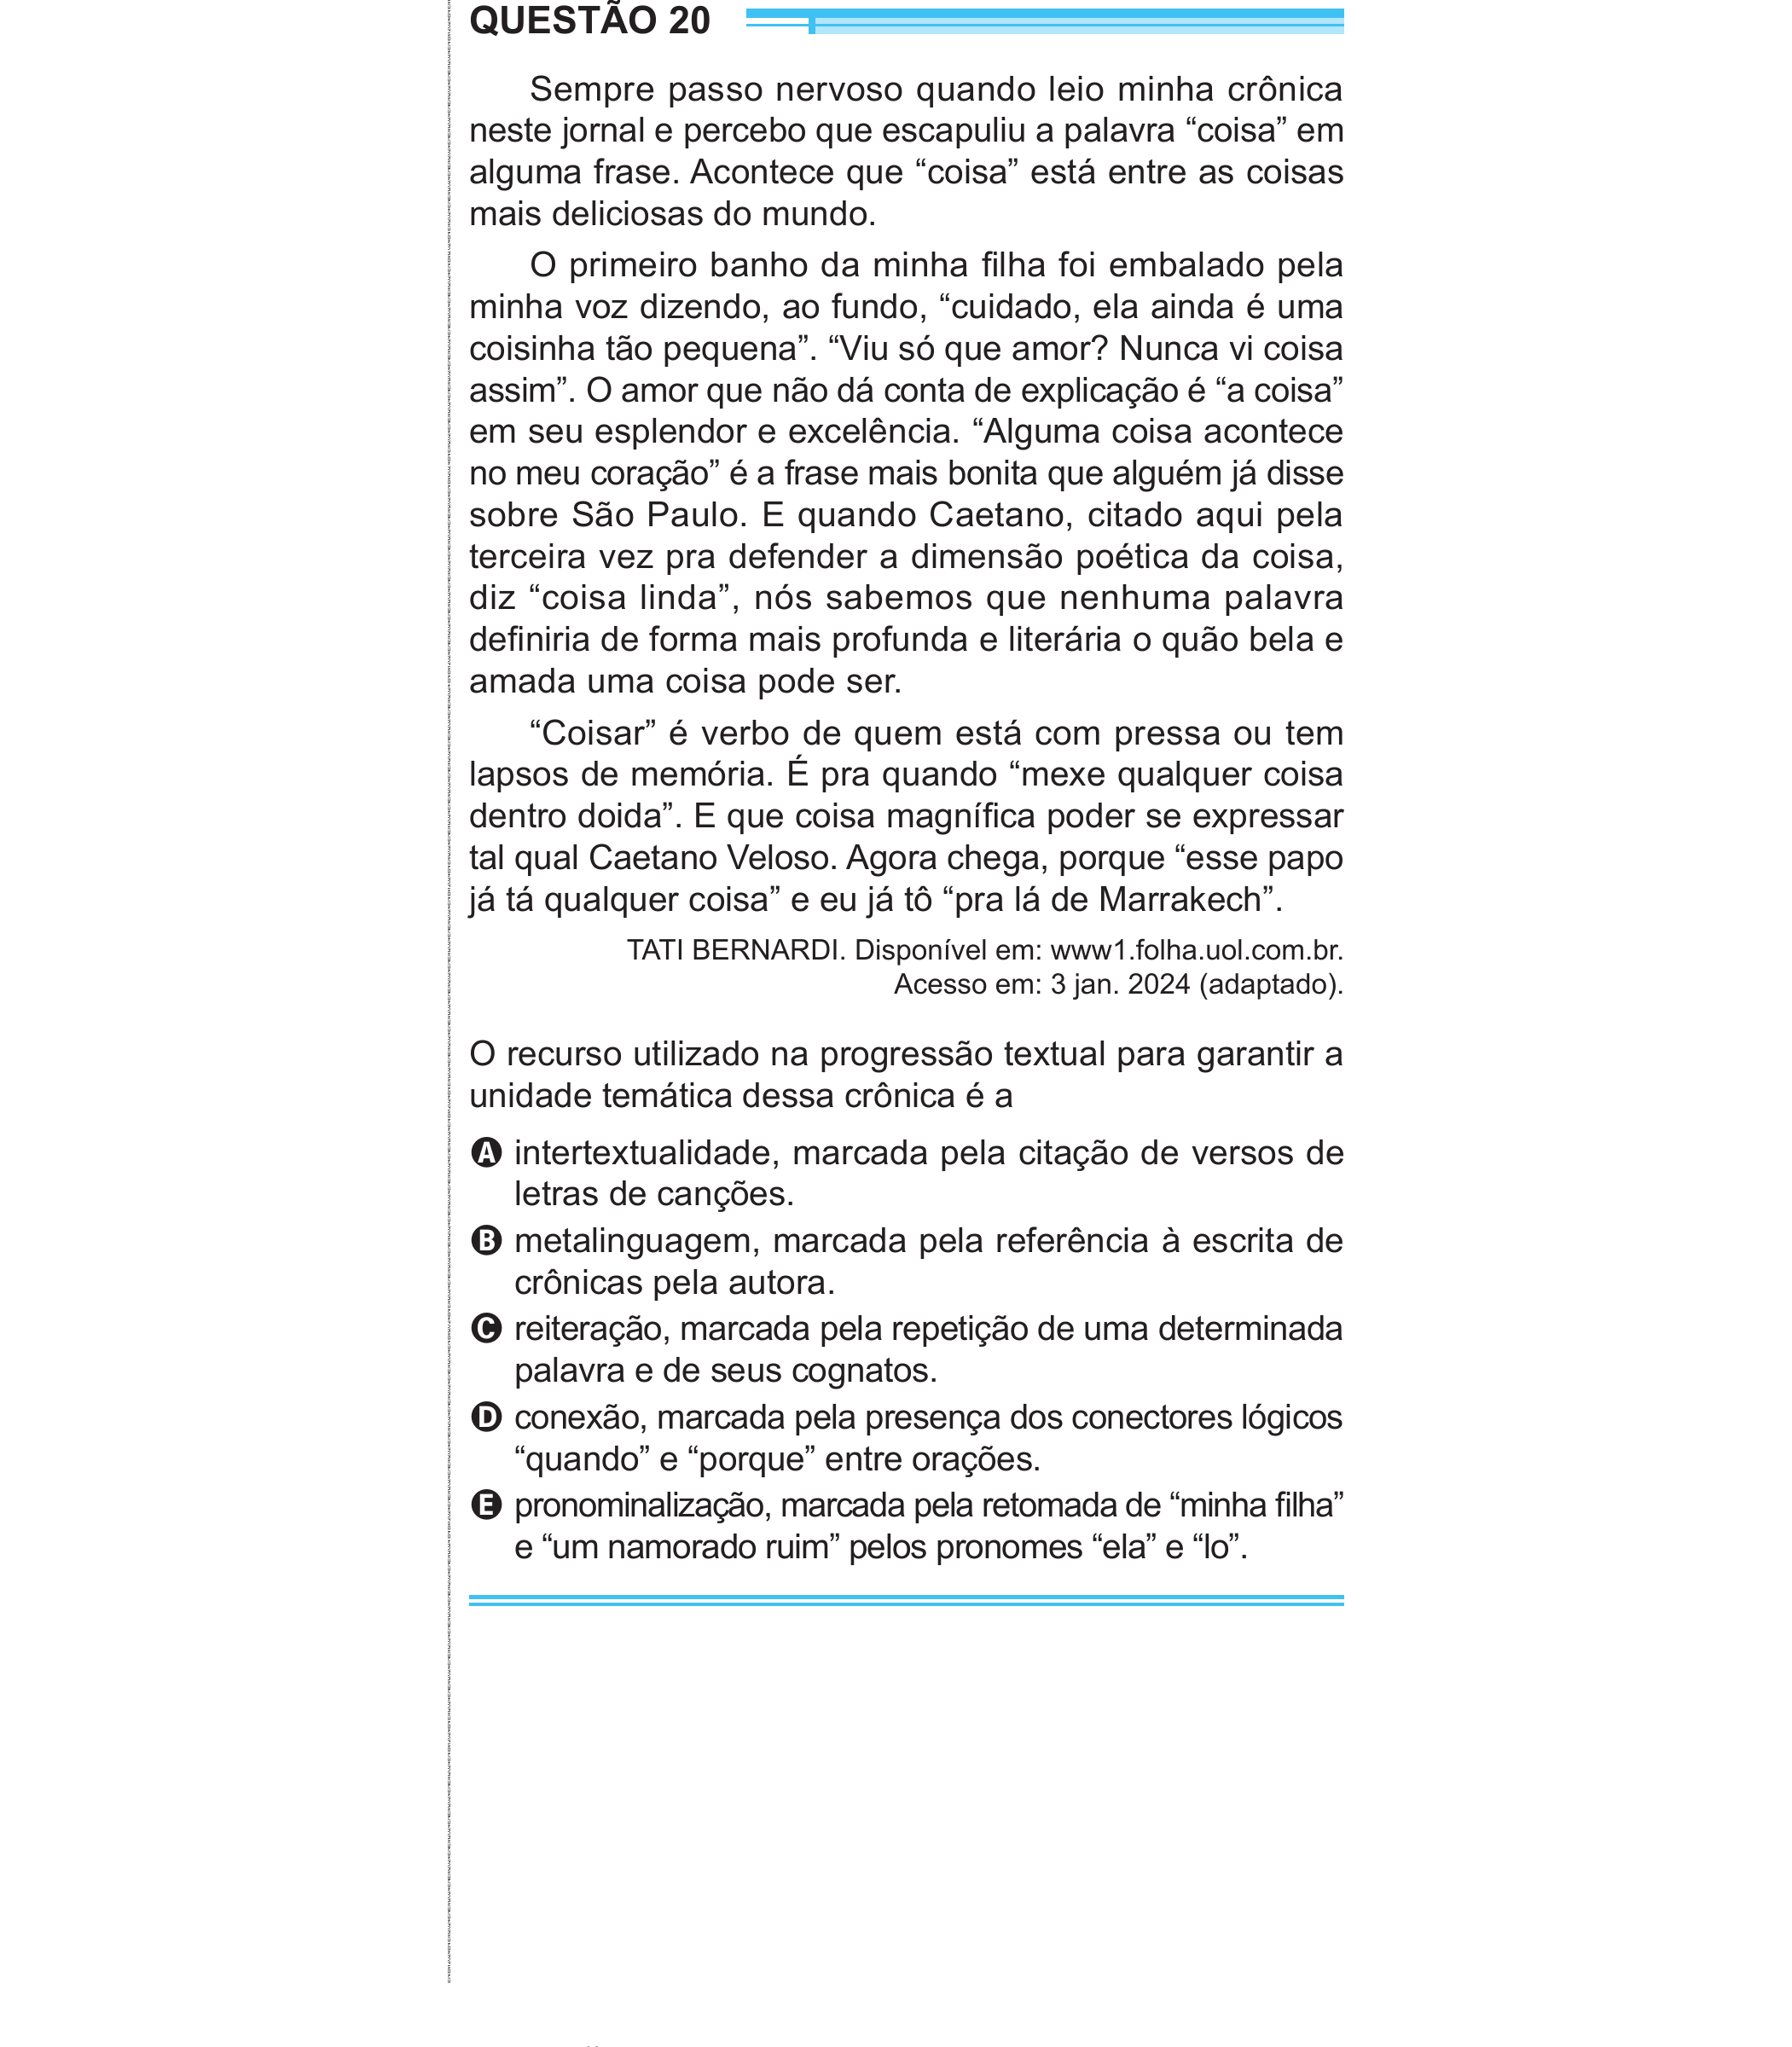 QUESTÃO 20
Sempre passo nervoso quando leio minha crônica
neste jornal e percebo que escapuliu a palavra “coisa” em
alguma frase. Acontece que “coisa” está entre as coisas
mais deliciosas do mundo.
O primeiro banho da minha filha foi embalado pela
minha voz dizendo, ao fundo, “cuidado, ela ainda é uma
coisinha tão pequena”. “Viu só que amor? Nunca vi coisa
assim”. O amor que não dá conta de explicação é “a coisa”
em seu esplendor e excelência. “Alguma coisa acontece
no meu coração” é a frase mais bonita que alguém já disse
sobre São Paulo. E quando Caetano, citado aqui pela
terceira vez pra defender a dimensão poética da coisa,
diz “coisa linda”, nós sabemos que nenhuma palavra
definiria de forma mais profunda e literária o quão bela e
amada uma coisa pode ser.
“Coisar” é verbo de quem está com pressa ou tem
lapsos de memória. É pra quando “mexe qualquer coisa
dentro doida”. E que coisa magnífica poder se expressar
tal qual Caetano Veloso. Agora chega, porque “esse papo
já tá qualquer coisa” e eu já tô “pra lá de Marrakech”.
TATI BERNARDI. Disponível em: www1.folha.uol.com.br.
Acesso em: 3 jan. 2024 (adaptado).
O recurso utilizado na progressão textual para garantir a
unidade temática dessa crônica é a
A intertextualidade, marcada pela citação de versos de
letras de canções.
B metalinguagem, marcada pela referência à escrita de
crônicas pela autora.
C reiteração, marcada pela repetição de uma determinada
palavra e de seus cognatos.
D conexão, marcada pela presença dos conectores lógicos
“quando” e “porque” entre orações.
E pronominalização, marcada pela retomada de “minha filha”
e “um namorado ruim” pelos pronomes “ela” e “lo”.